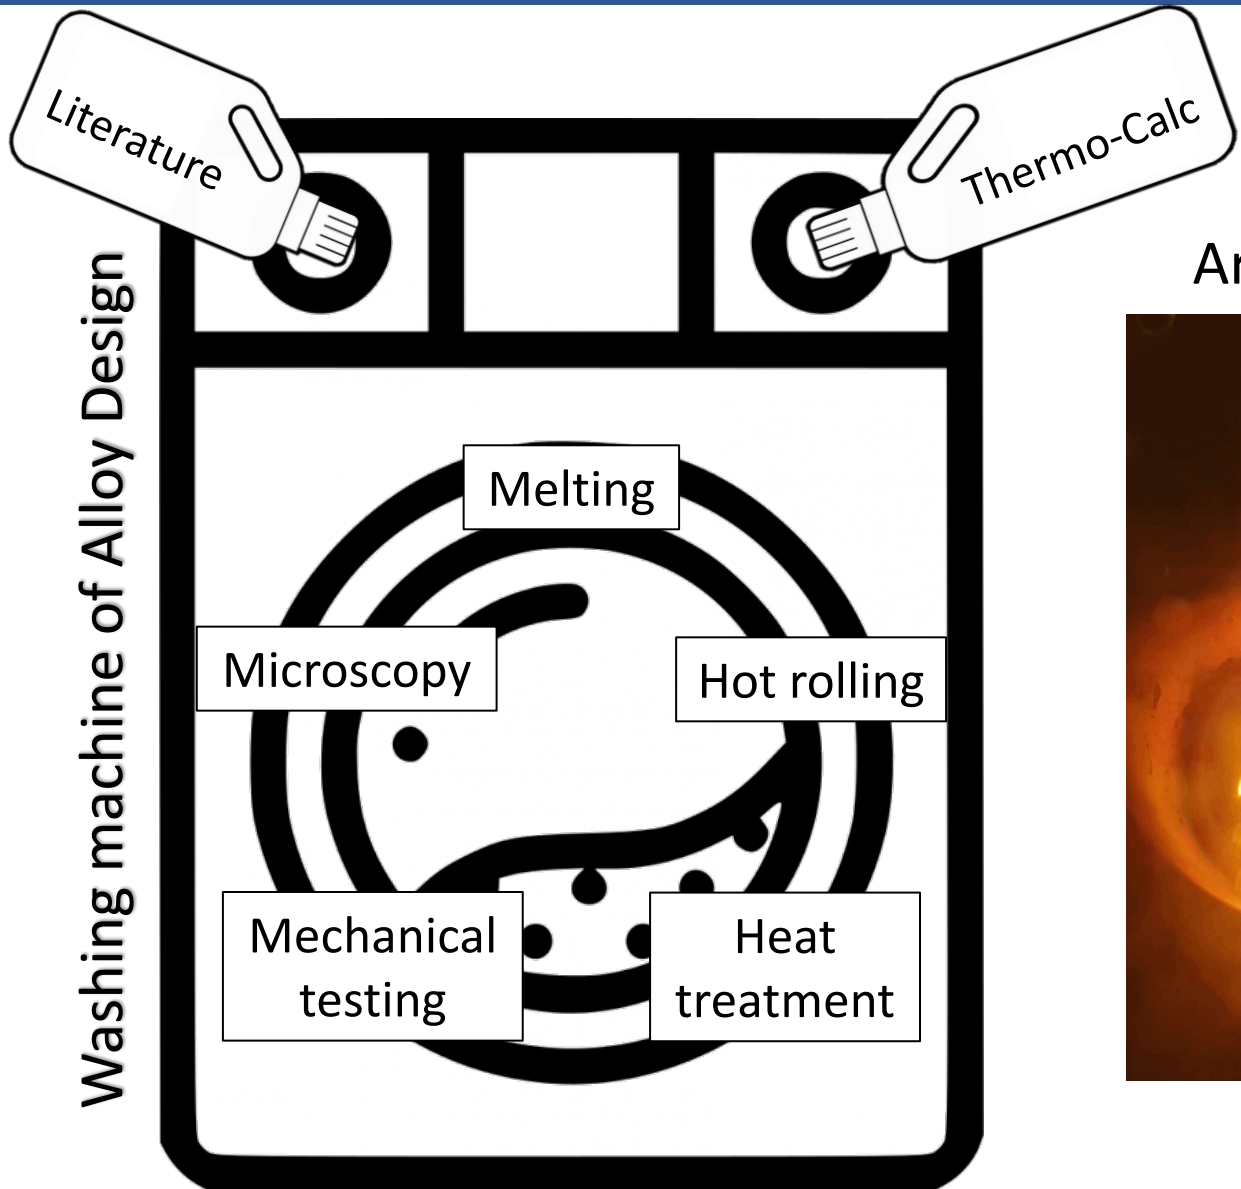 Literature
Thermo-Calc
Washing machine of Alloy Design
Melting
Microscopy
Hot rolling
Mechanical
testing
Heat
treatment